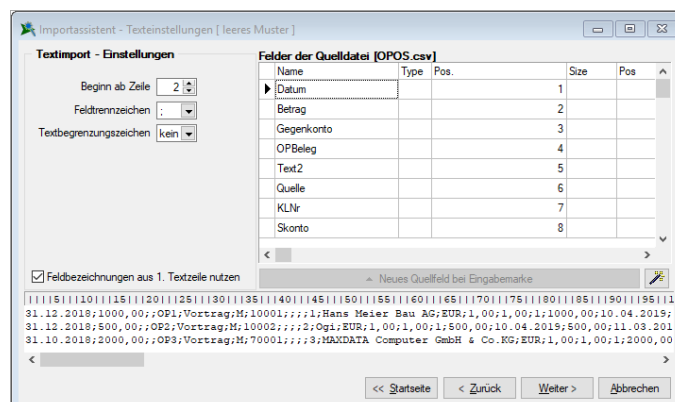 Importassistent - Texteinstellungen [ leeres Muster ]
Textimport - Einstellungen
Beginn ab Zeile 2
Feldtrennzeichen ;
Textbegrenzungszeichen kein
Feldbezeichnungen aus 1. Textzeile nutzen
Felder der Quelldatei [OPOS.csv]
Name Type Pos. Size Pos
Datum 1
Betrag 2
Gegenkonto 3
OPBeleg 4
Text2 5
Quelle 6
KLNr 7
Skonto 8
Neues Quellfeld bei Eingabemarke
||||5||||10|||15|||20|||25|||30|||35|||40|||45|||50|||55|||60|||65|||70|||75|||80|||85|||90|||95||1
31.12.2018;1000,00;;OP1;Vortrag;M;10001;;;;1;Hans Meier Bau AG;EUR;1,00;1,00;1;1000,00;10.04.2019;
31.12.2018;500,00;;OP2;Vortrag;M;10002;;;;2;Ogi;EUR;1,00;1,00;1;500,00;10.04.2019;500,00;11.03.201
31.10.2018;2000,00;;OP3;Vortrag;M;70001;;;;3;MAXDATA Computer GmbH & Co.KG;EUR;1,00;1,00;1;2000,00
<< Startseite < Zurück Weiter > Abbrechen